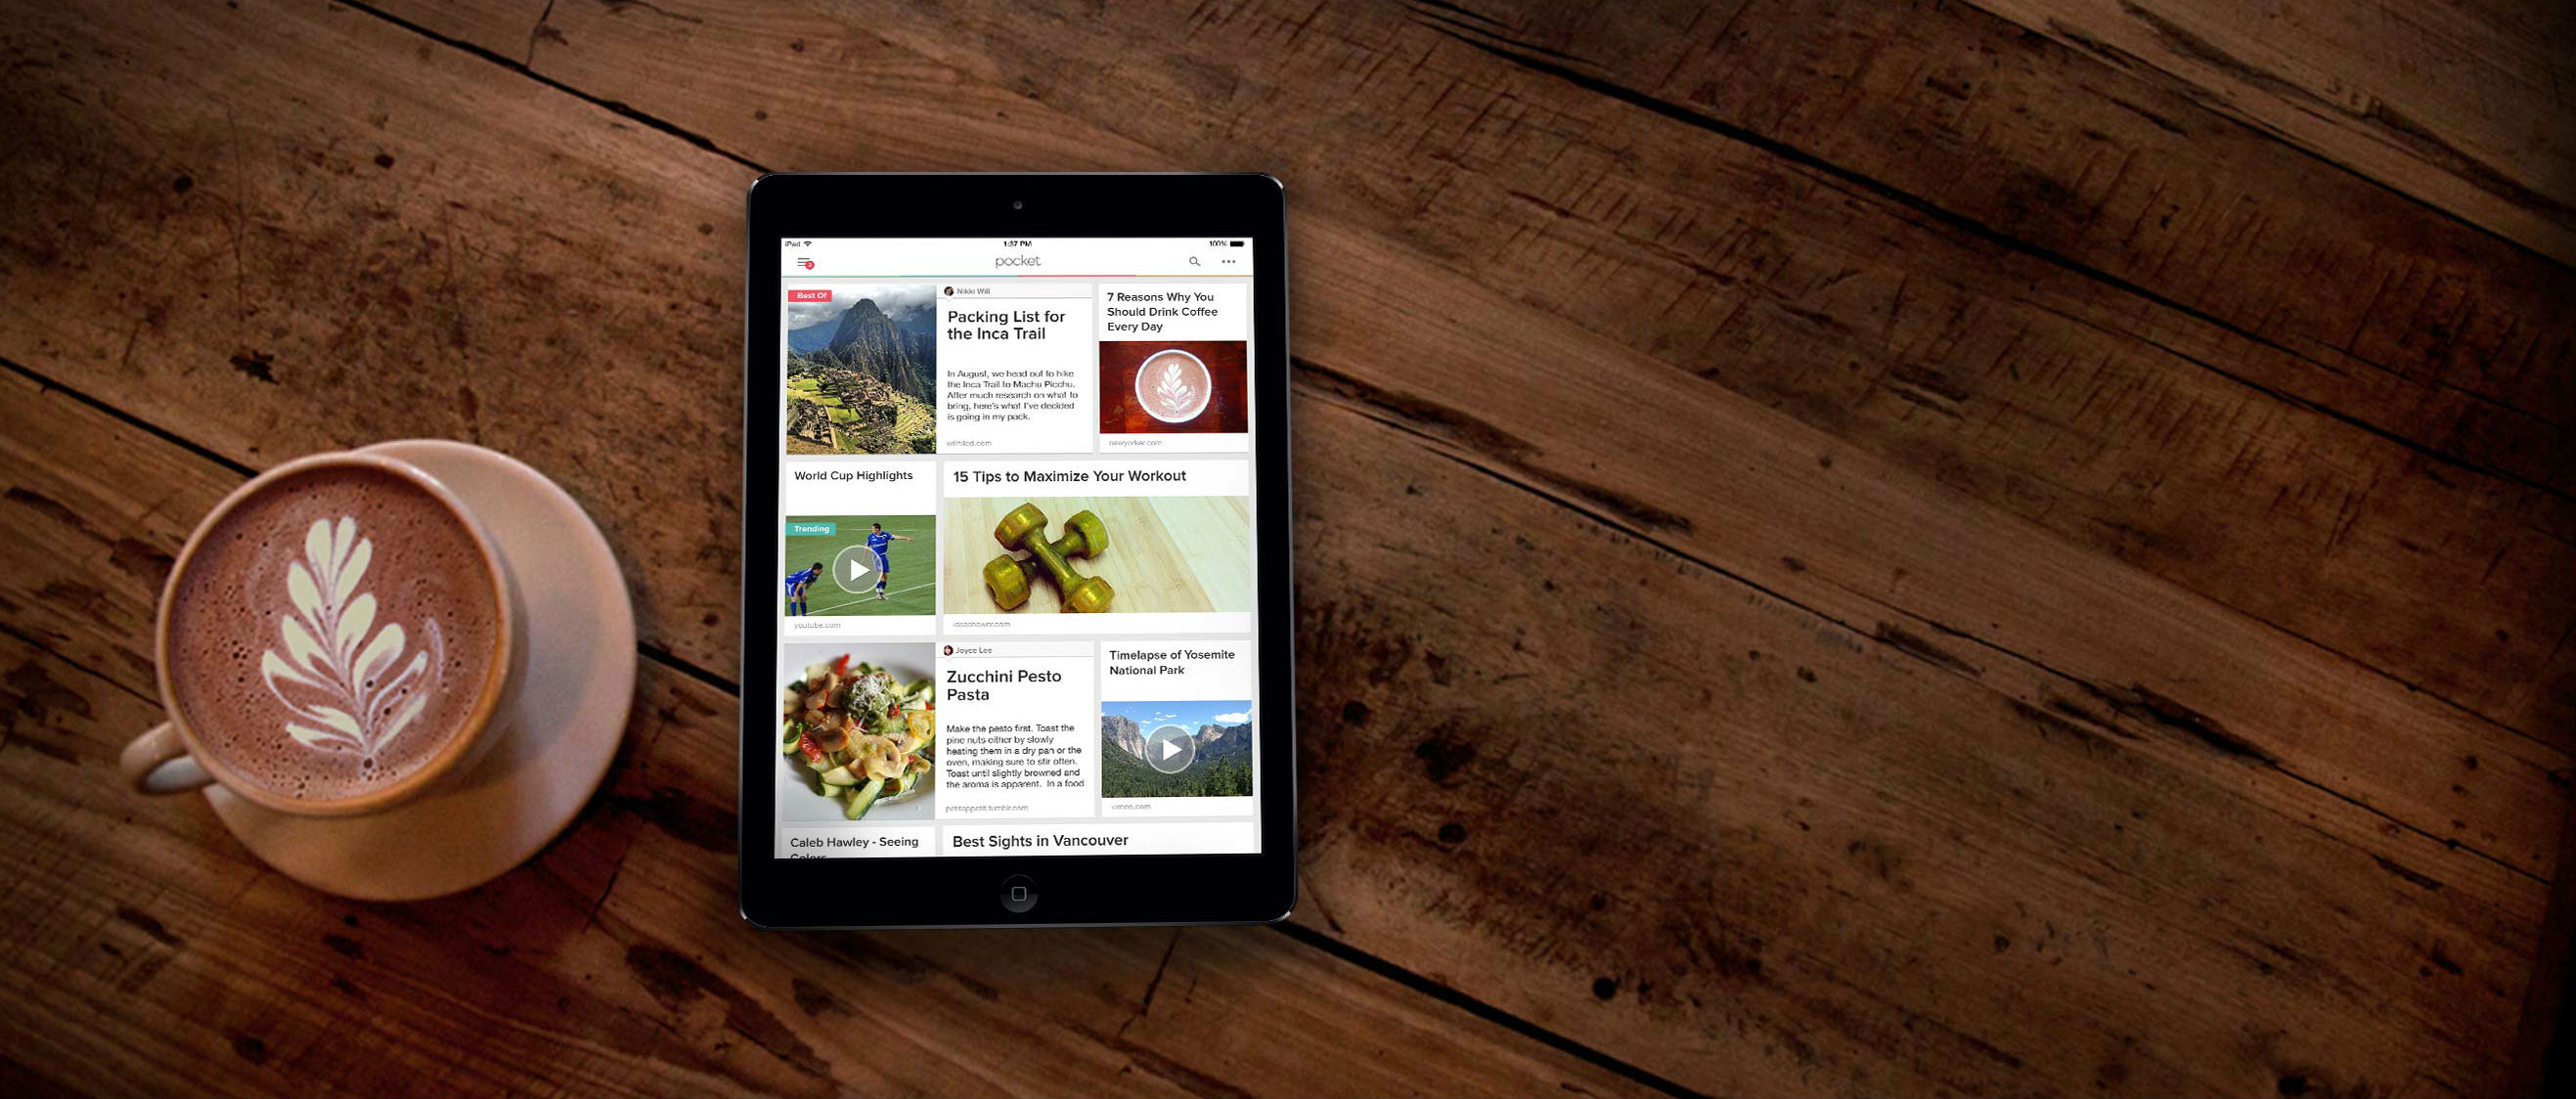 iPad
1:37 PM
100%
2
pocket
Best Of
Nikki Will
Packing List for
the Inca Trail
In August, we head out to hike
the Inca Trail to Machu Picchu.
After much research on what to
bring, here's what I've decided
is going in my pack.
7 Reasons Why You
Should Drink Coffee
Every Day
newyorker.com
World Cup Highlights
Trending
youtube.com
15 Tips to Maximize Your Workout
ideashower.com
Joyce Lee
Zucchini Pesto
Pasta
Make the pesto first. Toast the
pine nuts either by slowly
heating them in a dry pan or the
oven, making sure to stir often.
Toast until slightly browned and
the aroma is apparent. In a food
petitappetit.tumblr.com
Timelapse of Yosemite
National Park
vimeo.com
Caleb Hawley - Seeing
Colors
Best Sights in Vancouver